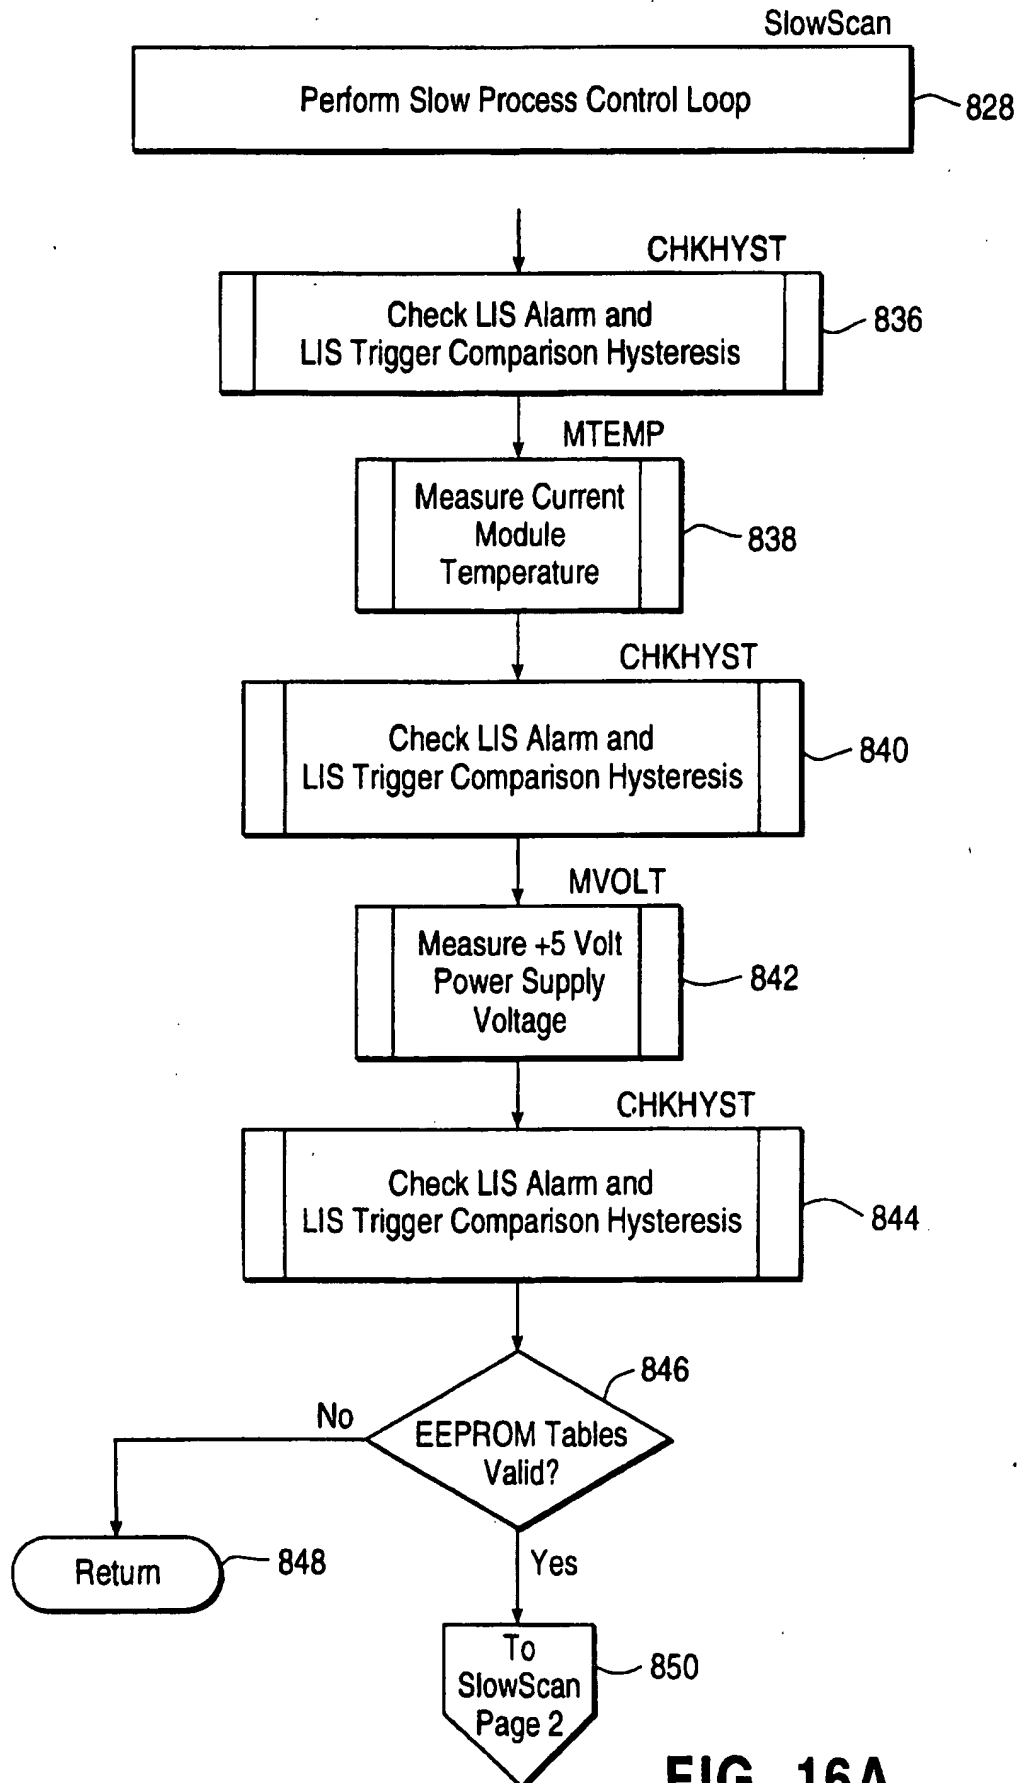 SlowScan
Perform Slow Process Control Loop
828
CHKHYST
Check LIS Alarm and
LIS Trigger Comparison Hysteresis
836
MTEMP
Measure Current
Module
Temperature
838
CHKHYST
Check LIS Alarm and
LIS Trigger Comparison Hysteresis
840
MVOLT
Measure +5 Volt
Power Supply
Voltage
842
CHKHYST
Check LIS Alarm and
LIS Trigger Comparison Hysteresis
844
846
No
EEPROM Tables
Valid?
Return
848
Yes
To
SlowScan
Page 2
850
FIG. 16A